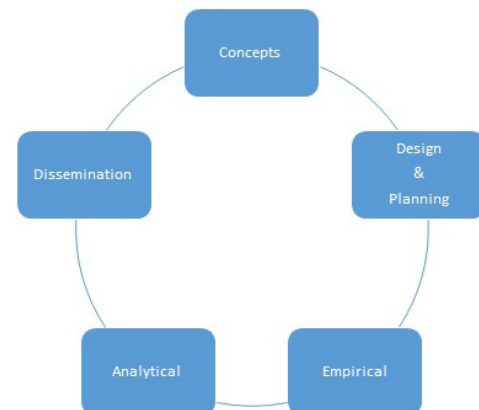 Concepts
Design
&
Planning
Empirical
Analytical
Dissemination